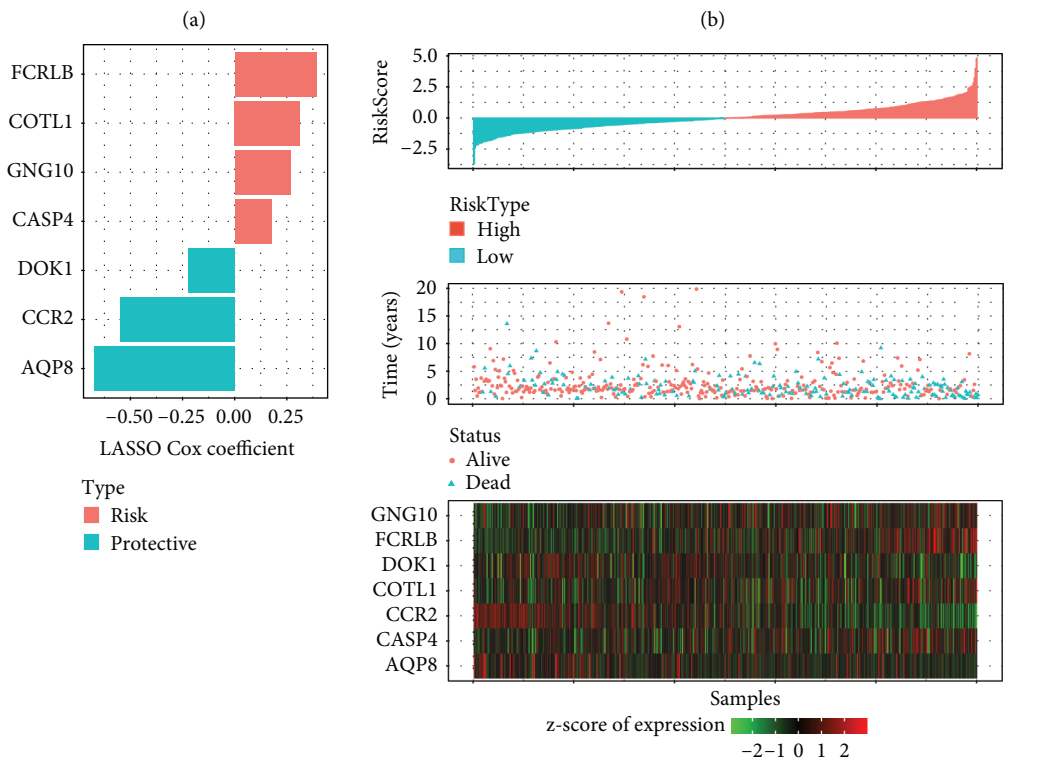 (a)
FCRLB
COTL1
GNG10
CASP4
DOK1
CCR2
AQP8
−0.50 −0.25 0.00 0.25
LASSO Cox coefficient
Type
Risk
Protective
(b)
RiskScore
5.0
2.5
0.0
−2.5
RiskType
High
Low
Time (years)
20
15
10
5
0
Status
Alive
Dead
GNG10
FCRLB
DOK1
COTL1
CCR2
CASP4
AQP8
Samples
z-score of expression
−2 −1 0 1 2